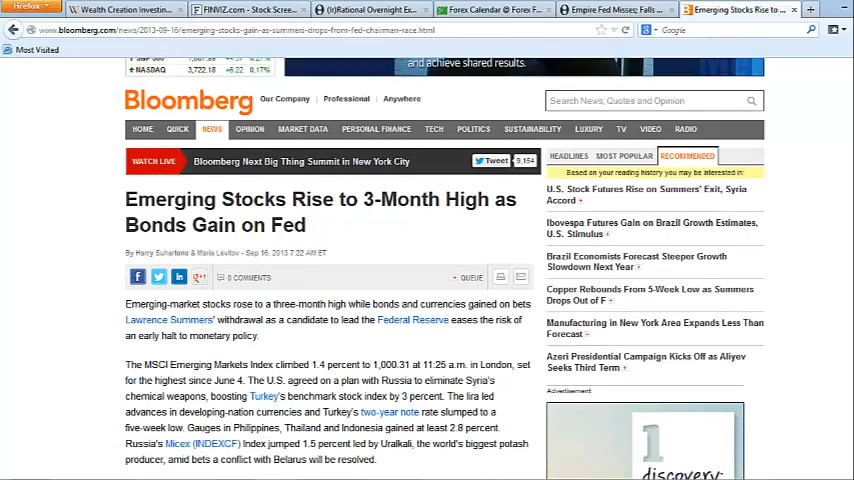 Firefox
Wealth Creation Investin...
FINVIZ.com - Stock Scree...
(Ir)Rational Overnight Ex...
Forex Calendar @ Forex F...
Empire Fed Misses; Falls ...
Emerging Stocks Rise to ...
www.bloomberg.com/news/2013-09-16/emerging-stocks-gain-as-summers-drops-from-fed-chairman-race.html
Google
Most Visited
and achieve shared results.
NASDAQ 3,722.18 +6.22 0.17%
Bloomberg
Our Company | Professional | Anywhere
Search News, Quotes and Opinion
HOME QUICK NEWS OPINION MARKET DATA PERSONAL FINANCE TECH POLITICS SUSTAINABILITY LUXURY TV VIDEO RADIO
WATCH LIVE Bloomberg Next Big Thing Summit in New York City
Tweet 9,154
Emerging Stocks Rise to 3-Month High as
Bonds Gain on Fed
By Harry Suhartono & Maria Levitov - Sep 16, 2013 7:22 AM ET
0 COMMENTS
+ QUEUE
Emerging-market stocks rose to a three-month high while bonds and currencies gained on bets
Lawrence Summers' withdrawal as a candidate to lead the Federal Reserve eases the risk of
an early halt to monetary policy.
The MSCI Emerging Markets Index climbed 1.4 percent to 1,000.31 at 11:25 a.m. in London, set
for the highest since June 4. The U.S. agreed on a plan with Russia to eliminate Syria's
chemical weapons, boosting Turkey's benchmark stock index by 3 percent. The lira led
advances in developing-nation currencies and Turkey's two-year note rate slumped to a
five-week low. Gauges in Philippines, Thailand and Indonesia gained at least 2.8 percent.
Russia's Micex (INDEXCF) Index jumped 1.5 percent led by Uralkali, the world's biggest potash
producer, amid bets a conflict with Belarus will be resolved.
HEADLINES MOST POPULAR RECOMMENDED
Based on your reading history you may be interested in:
U.S. Stock Futures Rise on Summers' Exit, Syria
Accord
Ibovespa Futures Gain on Brazil Growth Estimates,
U.S. Stimulus
Brazil Economists Forecast Steeper Growth
Slowdown Next Year
Copper Rebounds From 5-Week Low as Summers
Drops Out of F
Manufacturing in New York Area Expands Less Than
Forecast
Azeri Presidential Campaign Kicks Off as Aliyev
Seeks Third Term
Advertisement
1
discovery: